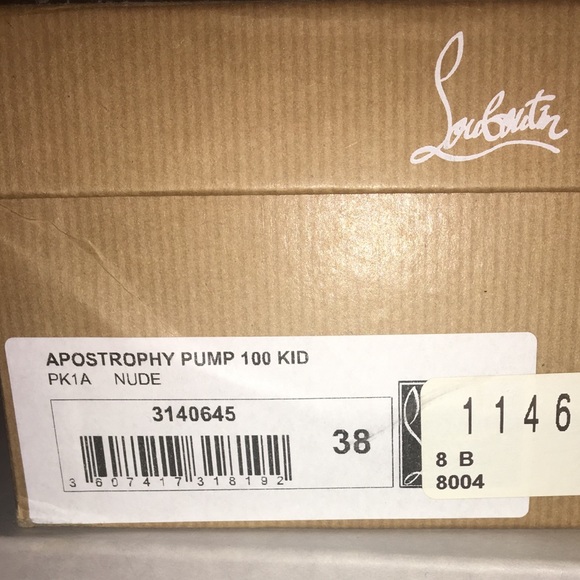 Louboutin
APOSTROPHY PUMP 100 KID
PK1A NUDE
3140645
38
3 607417 318192
1146
8 B
8004